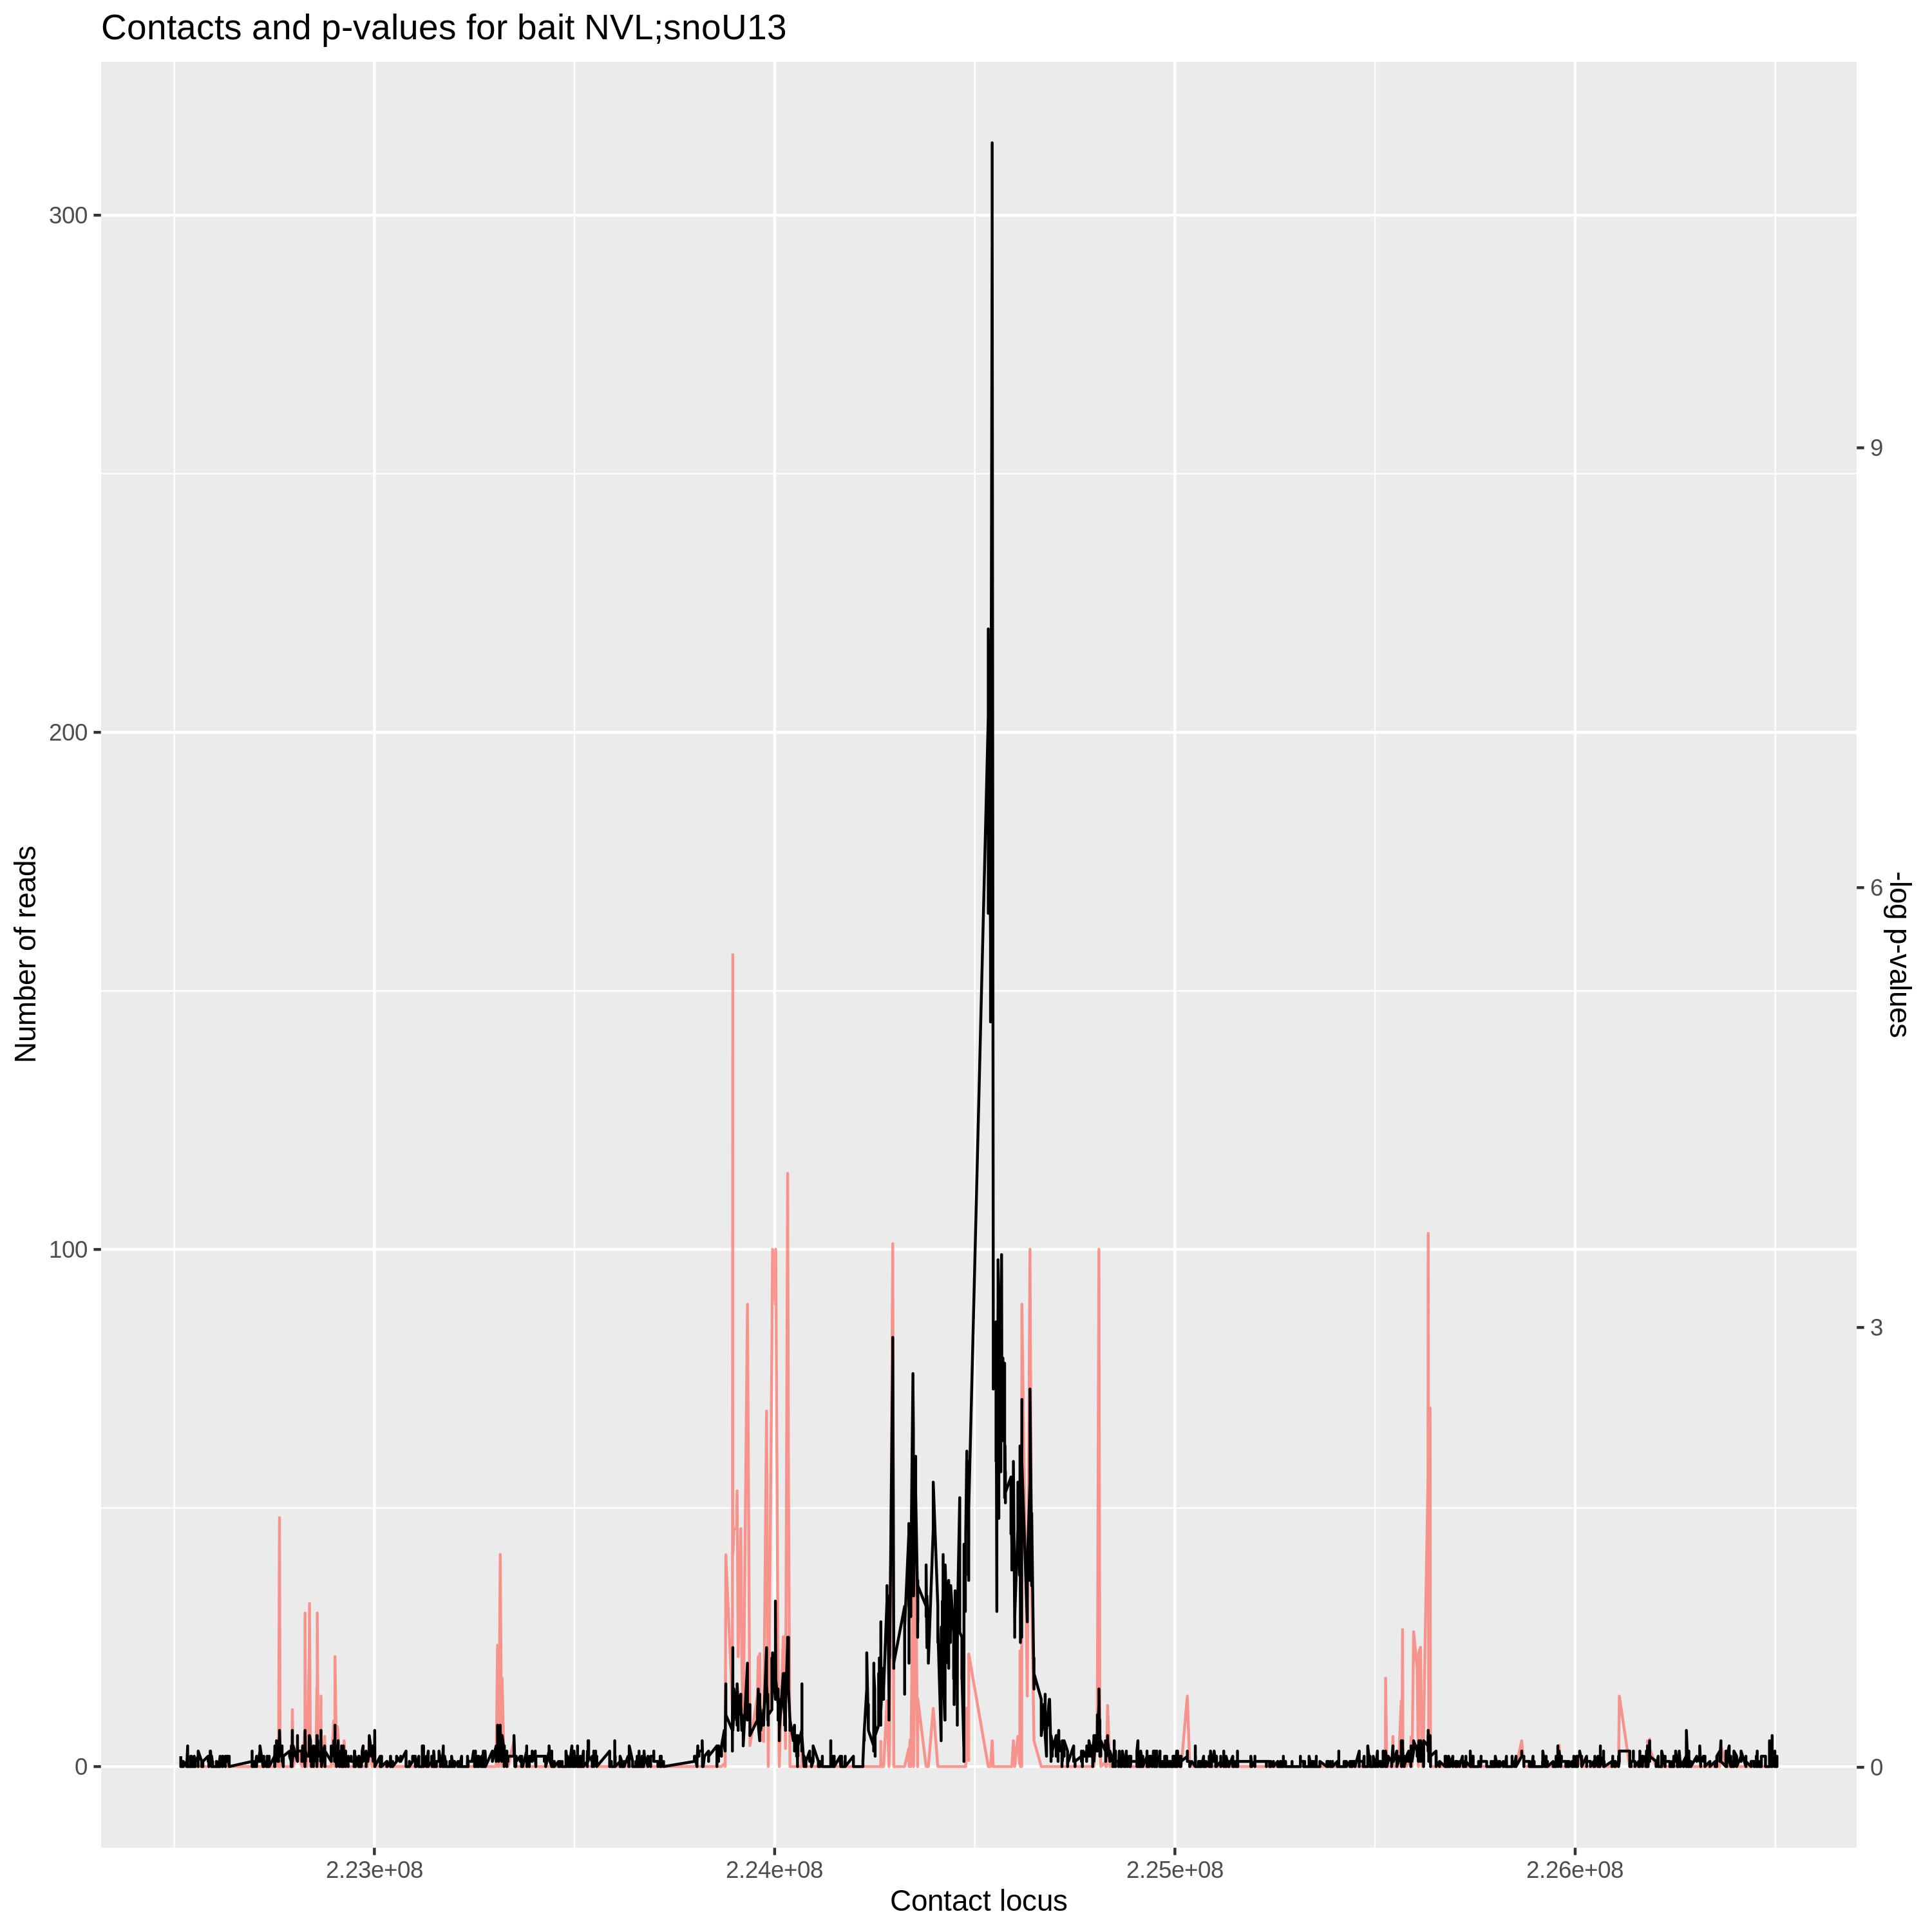 Contacts and p-values for bait NVL;snoU13
300
200
100
0
Number of reads
9
6
3
0
-log p-values
2.23e+08
2.24e+08
2.25e+08
2.26e+08
Contact locus